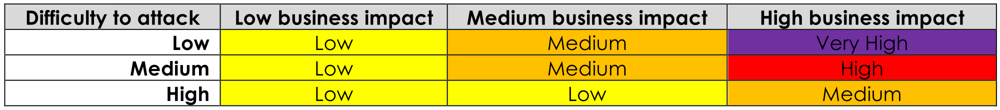 Difficulty to attack Low business impact Medium business impact High business impact
Low Low Medium Very High
Medium Low Medium High
High Low Low Medium